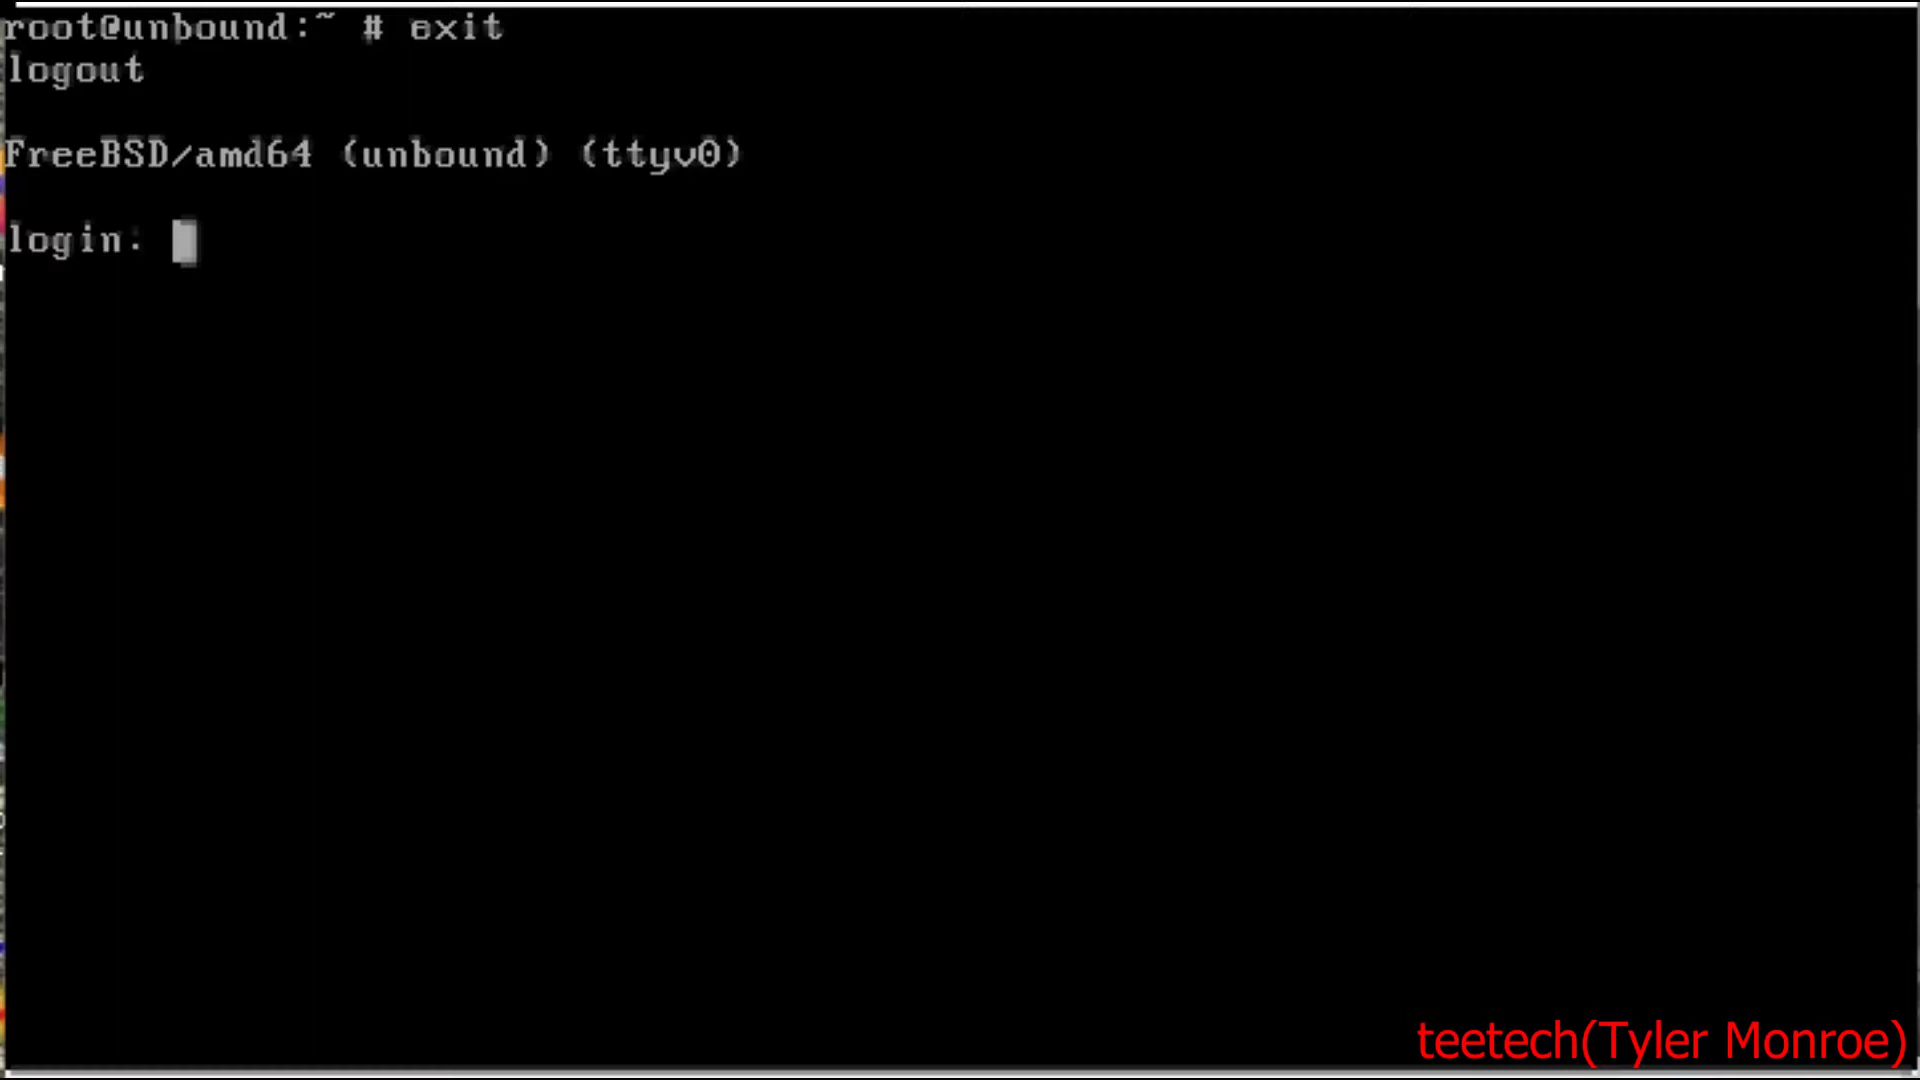 root@unbound:~ # exit
logout
FreeBSD/amd64 (unbound) (ttyv0)
login:
teetech(Tyler Monroe)